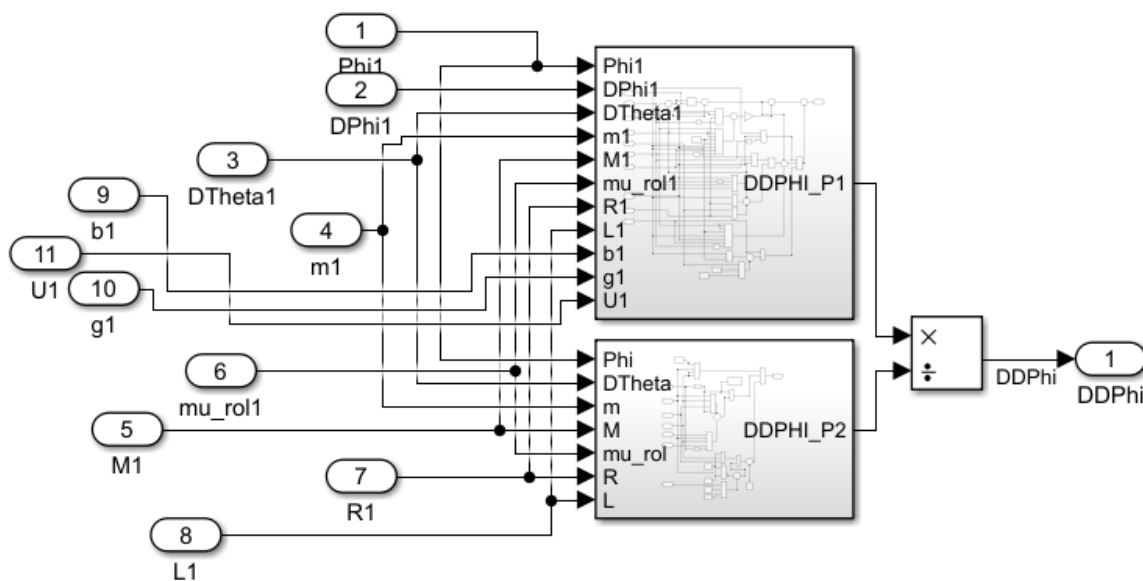 1
Phi1
2
DPhi1
3
DTheta1
9
b1
4
m1
11
U1
10
g1
6
mu_rol1
5
M1
7
R1
8
L1
Phi1
DPhi1
DTheta1
m1
M1
mu_rol1
R1
L1
b1
g1
U1
DDPHI_P1
Phi
DTheta
m
M
mu_rol
R
L
DDPHI_P2
×
÷
DDPhi
1
DDPhi